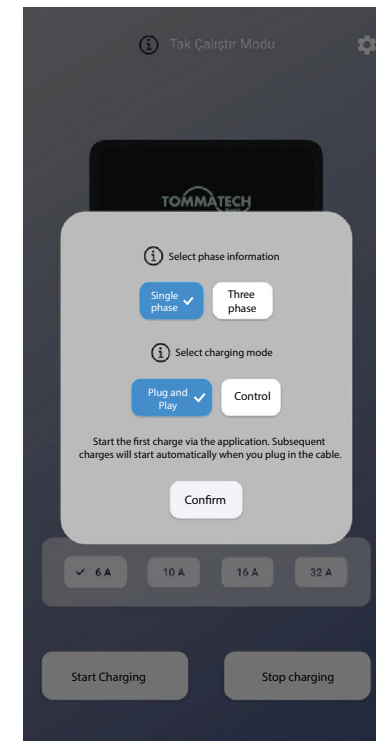 Tak Çalıştır Modu
TOMMATECH
Select phase information
Single
phase
Three
phase
Select charging mode
Plug and
Play
Control
Start the first charge via the application. Subsequent
charges will start automatically when you plug in the cable.
Confirm
6 A
10 A
16 A
32 A
Start Charging
Stop charging